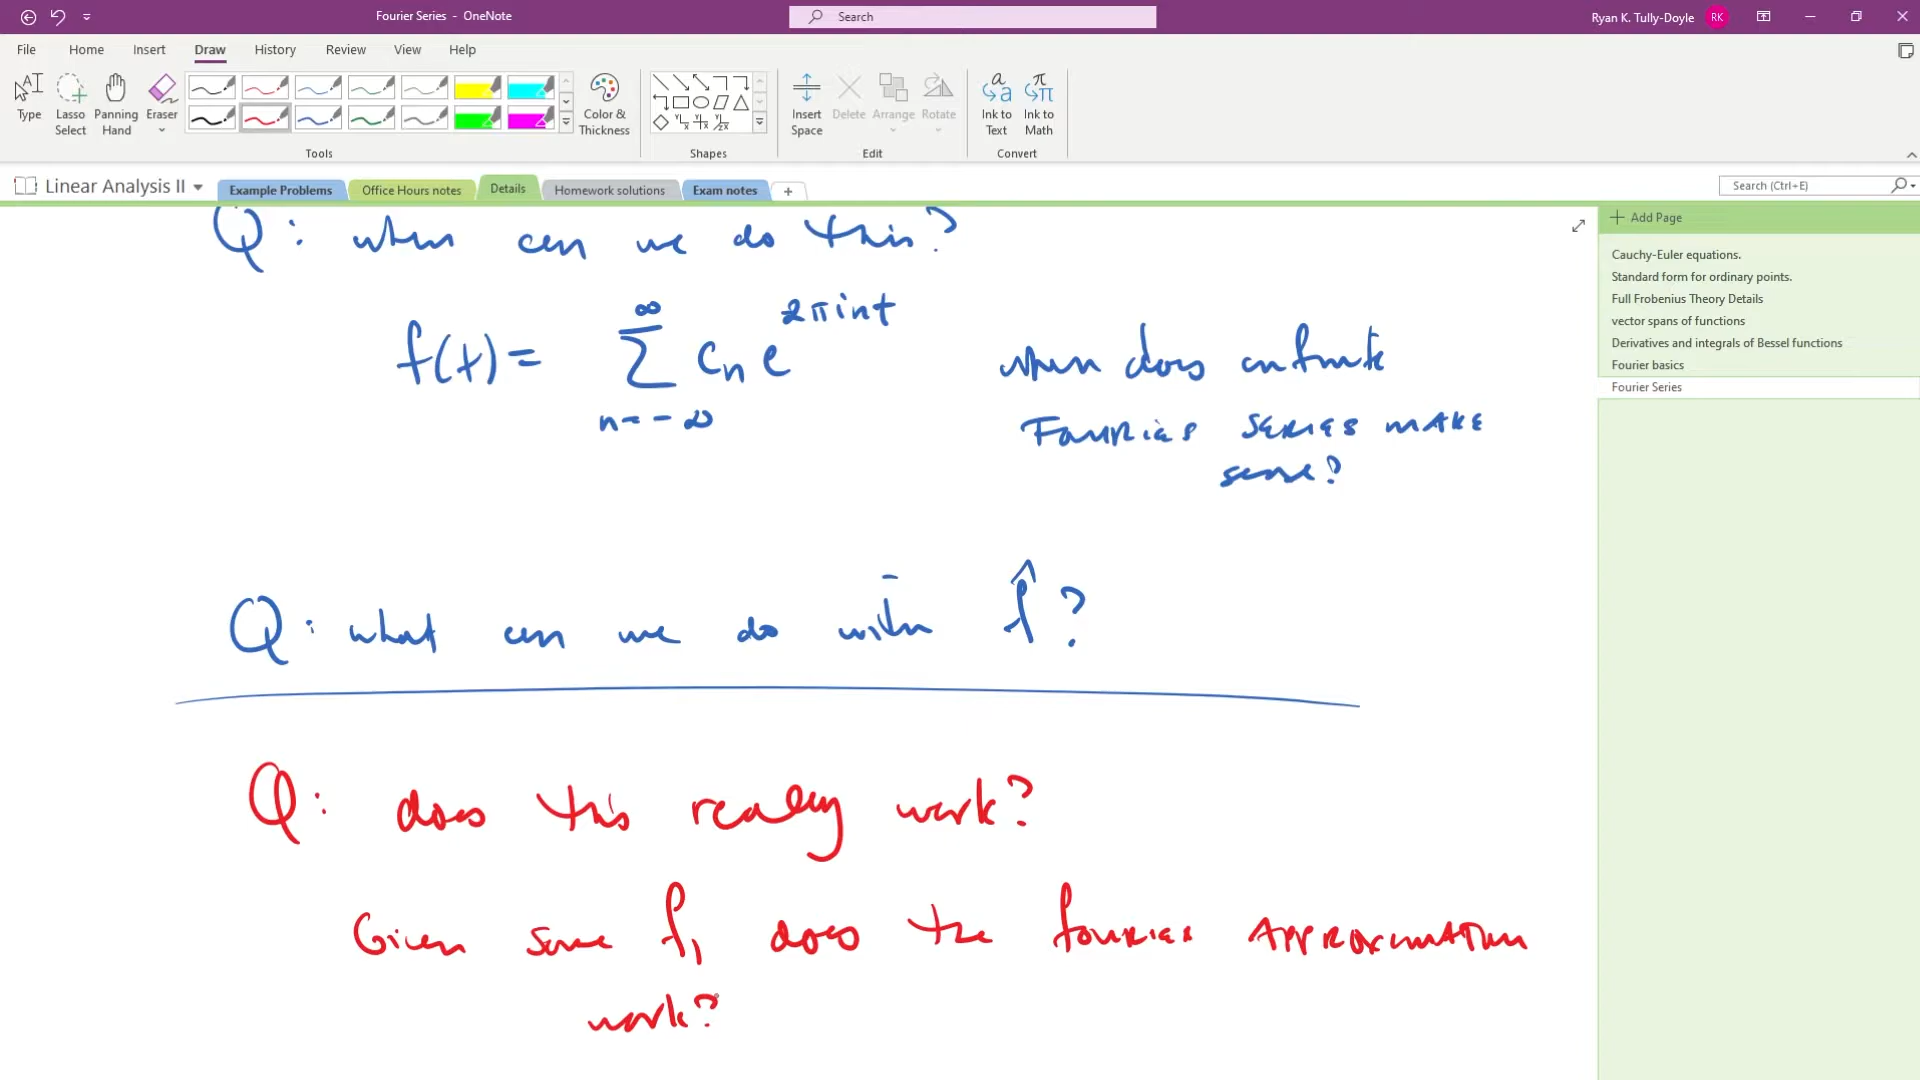 Fourier Series - OneNote
Search
Ryan K. Tully-Doyle
RK
File Home Insert Draw History Review View Help
Type
Lasso Select
Panning Hand
Eraser
Color & Thickness
Insert Space
Delete
Arrange
Rotate
Ink to Text
Ink to Math
Tools
Shapes
Edit
Convert
Linear Analysis II
Example Problems
Office Hours notes
Details
Homework solutions
Exam notes
Search (Ctrl+E)
Add Page
Cauchy-Euler equations.
Standard form for ordinary points.
Full Frobenius Theory Details
vector spans of functions
Derivatives and integrals of Bessel functions
Fourier basics
Fourier Series
Q: when can we do this?
f(t) = ∑_{n=-∞}^{∞} c_n e^{2πint}
when does infinite
FOURIER SERIES MAKE
sense?
Q: what can we do with f̂?
Q: does this really work?
Given some f, does the fourier APPROXIMATION
work?